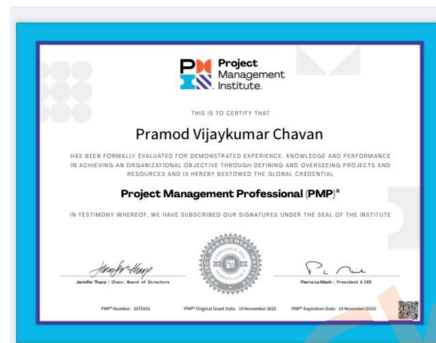 Project
Management
Institute.
THIS IS TO CERTIFY THAT
Pramod Vijaykumar Chavan
HAS BEEN FORMALLY EVALUATED FOR DEMONSTRATED EXPERIENCE, KNOWLEDGE AND PERFORMANCE
IN ACHIEVING AN ORGANIZATIONAL OBJECTIVE THROUGH DEFINING AND OVERSEEING PROJECTS AND
RESOURCES AND IS HEREBY BESTOWED THE GLOBAL CREDENTIAL
Project Management Professional (PMP)®
IN TESTIMONY WHEREOF, WE HAVE SUBSCRIBED OUR SIGNATURES UNDER THE SEAL OF THE INSTITUTE
Jennifer Tharp | Chair, Board of Directors
Pierre Le Manh | President & CEO
PMP® Number
PMP® Original Grant Date: 19 November 2022
PMP® Expiration Date: 19 November 2025